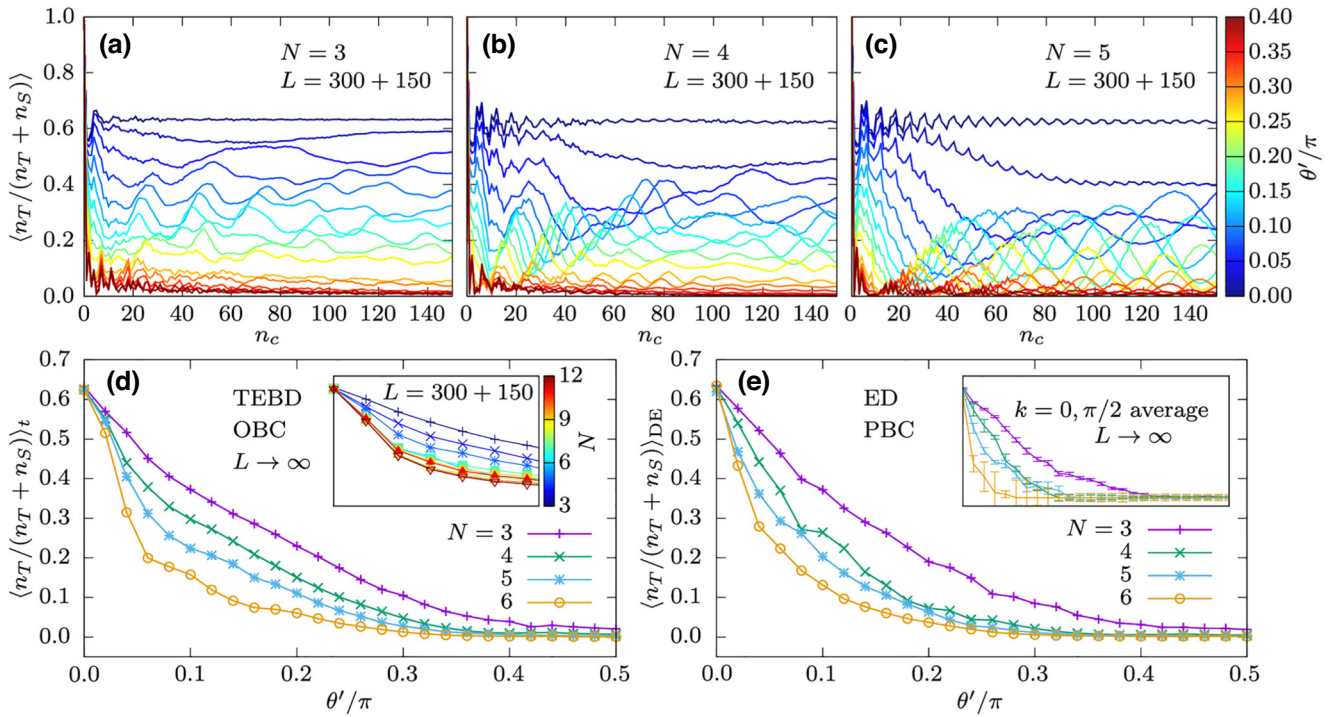 (a)
N = 3
L = 300 + 150
(b)
N = 4
L = 300 + 150
(c)
N = 5
L = 300 + 150
⟨n_T/(n_T + n_S)⟩
1.0
0.8
0.6
0.4
0.2
0.0
0 20 40 60 80 100 120 140
n_c
0 20 40 60 80 100 120 140
n_c
0 20 40 60 80 100 120 140
n_c
0.40
0.35
0.30
0.25
0.20
0.15
0.10
0.05
0.00
θ′/π
(d)
TEBD
OBC
L → ∞
L = 300 + 150
12
9
6
3
N
N = 3
4
5
6
⟨n_T/(n_T + n_S)⟩_t
0.7
0.6
0.5
0.4
0.3
0.2
0.1
0.0
0.0 0.1 0.2 0.3 0.4 0.5
θ′/π
(e)
ED
PBC
k = 0, π/2 average
L → ∞
N = 3
4
5
6
⟨n_T/(n_T + n_S)⟩_DE
0.7
0.6
0.5
0.4
0.3
0.2
0.1
0.0
0.0 0.1 0.2 0.3 0.4 0.5
θ′/π